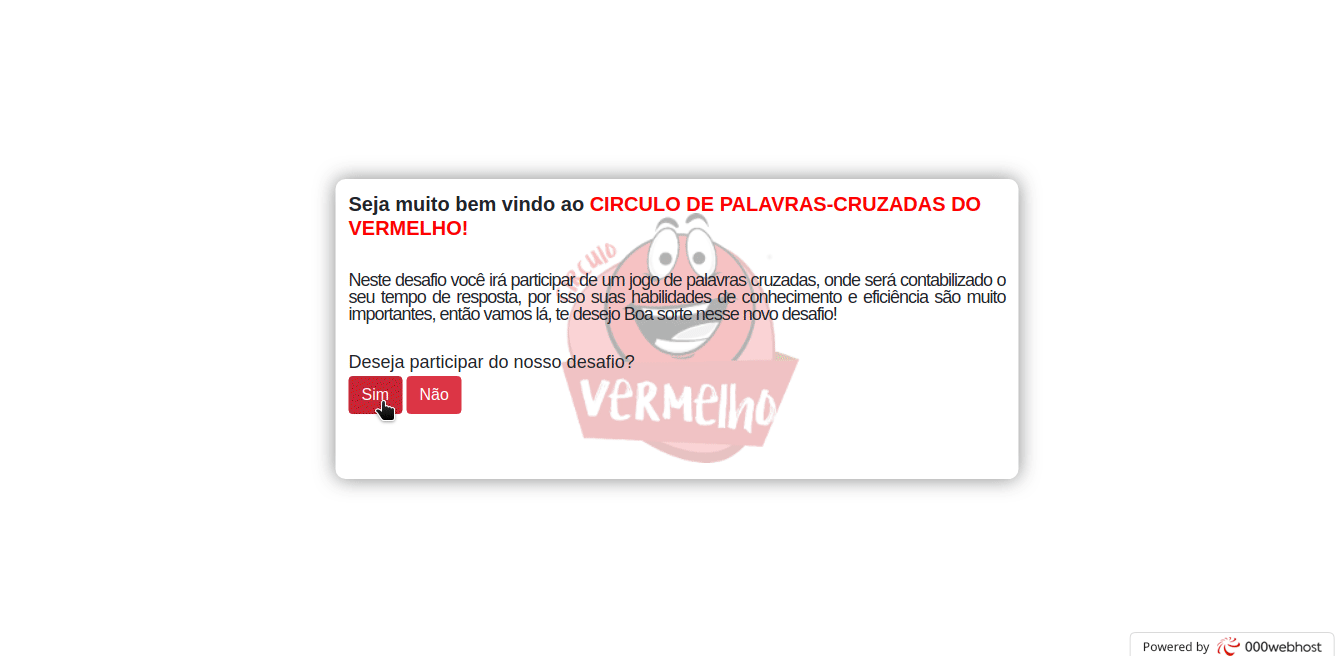 Seja muito bem vindo ao CIRCULO DE PALAVRAS-CRUZADAS DO
VERMELHO!
Neste desafio você irá participar de um jogo de palavras cruzadas, onde será contabilizado o
seu tempo de resposta, por isso suas habilidades de conhecimento e eficiência são muito
importantes, então vamos lá, te desejo Boa sorte nesse novo desafio!
Deseja participar do nosso desafio?
Sim Não
VERMElho
Powered by 000webhost